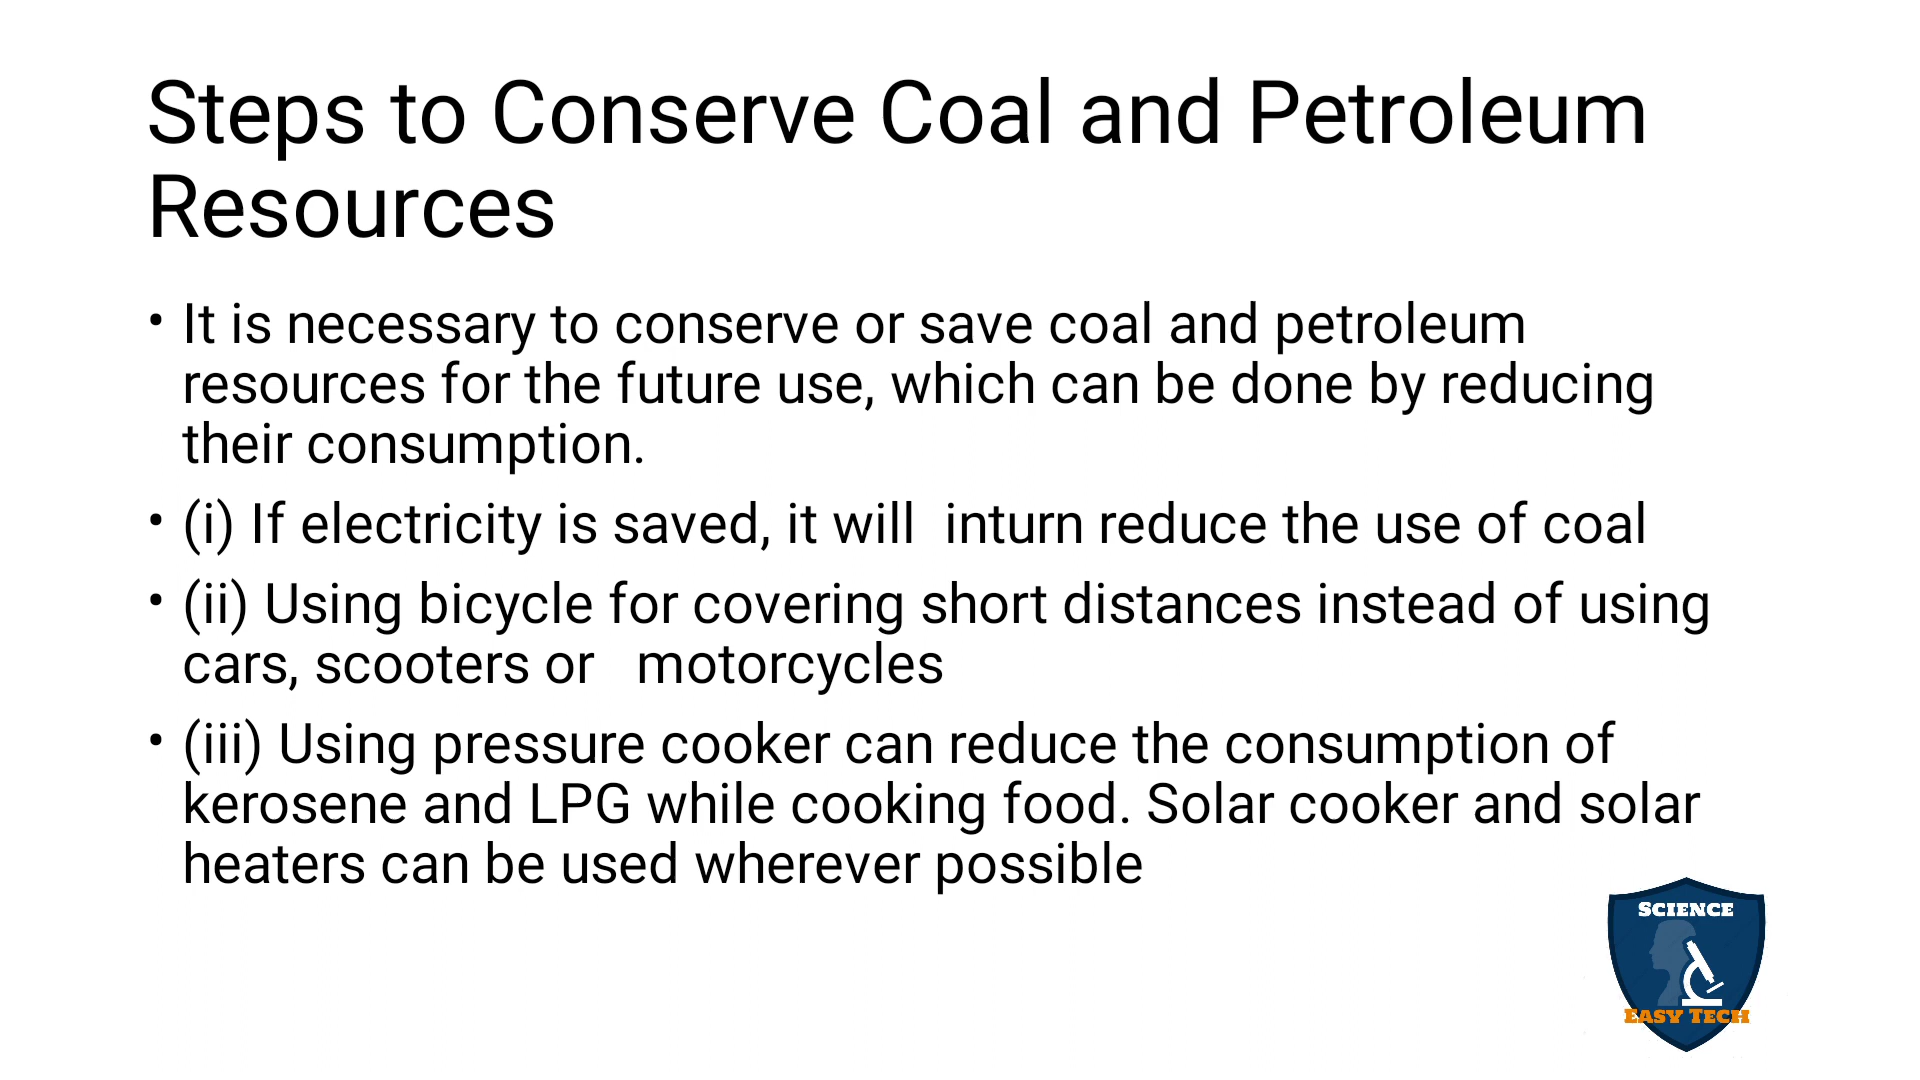 Steps to Conserve Coal and Petroleum
Resources
• It is necessary to conserve or save coal and petroleum
resources for the future use, which can be done by reducing
their consumption.
• (i) If electricity is saved, it will  inturn reduce the use of coal
• (ii) Using bicycle for covering short distances instead of using
cars, scooters or   motorcycles
• (iii) Using pressure cooker can reduce the consumption of
kerosene and LPG while cooking food. Solar cooker and solar
heaters can be used wherever possible
SCIENCE
EASY TECH